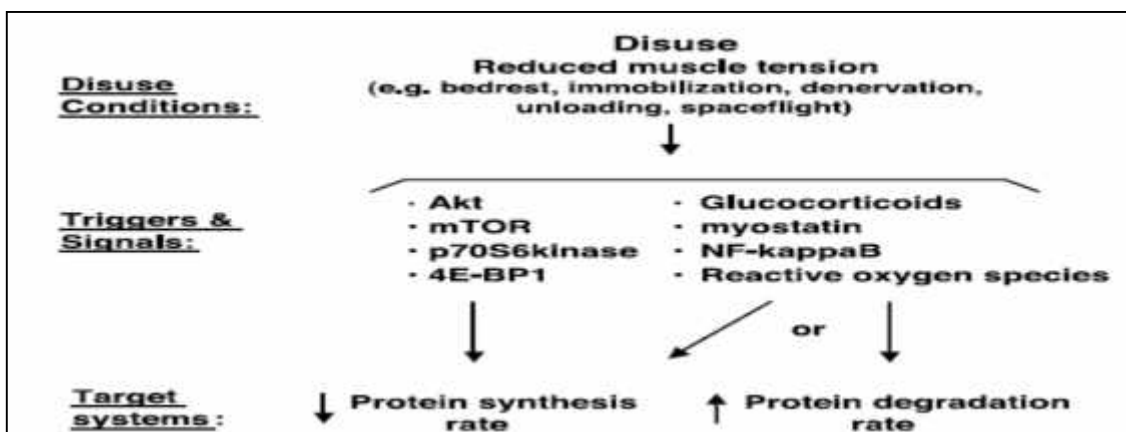 Disuse
Reduced muscle tension
Disuse
Conditions:
(e.g. bedrest, immobilization, denervation,
unloading, spaceflight)
Triggers &
Signals:
· Akt
· mTOR
· p70S6kinase
· 4E-BP1
· Glucocorticoids
· myostatin
· NF-kappaB
· Reactive oxygen species
or
Target
systems:
↓ Protein synthesis
rate
↑ Protein degradation
rate